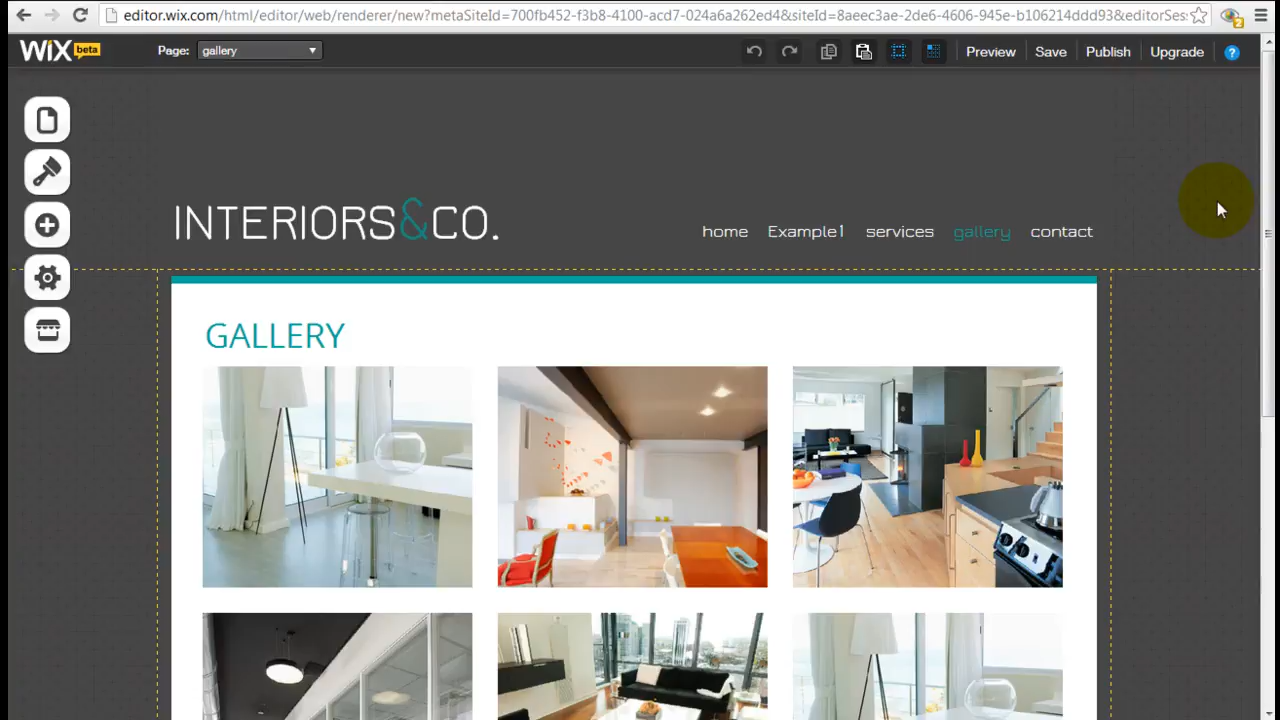 editor.wix.com/html/editor/web/renderer/new?metaSiteId=700fb452-f3b8-4100-acd7-024a6a262ed4&siteId=8aeec3ae-2de6-4606-945e-b106214ddd93&editorSes
2
WiX beta Page: gallery Preview Save Publish Upgrade ?
INTERIORS&CO.
home Example1 services gallery contact
GALLERY